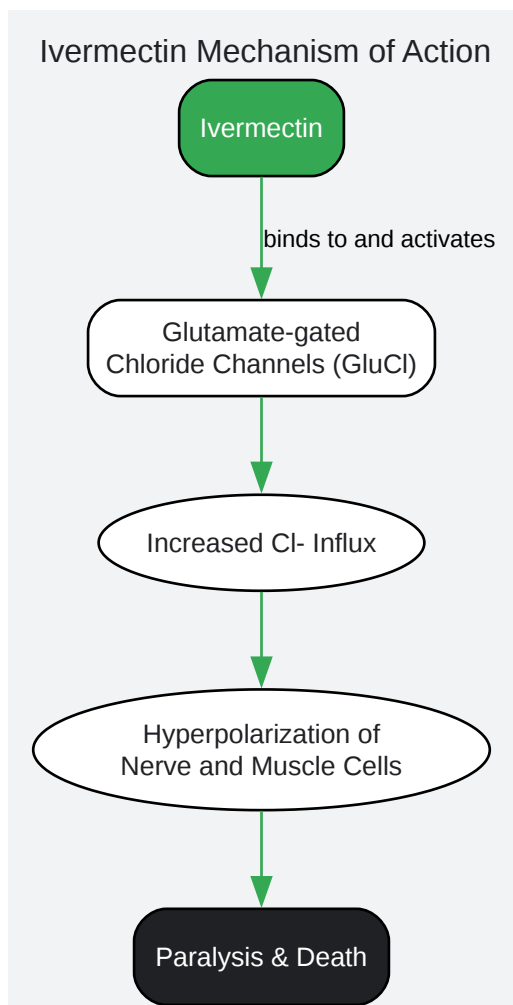 Ivermectin Mechanism of Action
Ivermectin
binds to and activates
Glutamate-gated
Chloride Channels (GluCl)
Increased Cl- Influx
Hyperpolarization of
Nerve and Muscle Cells
Paralysis & Death